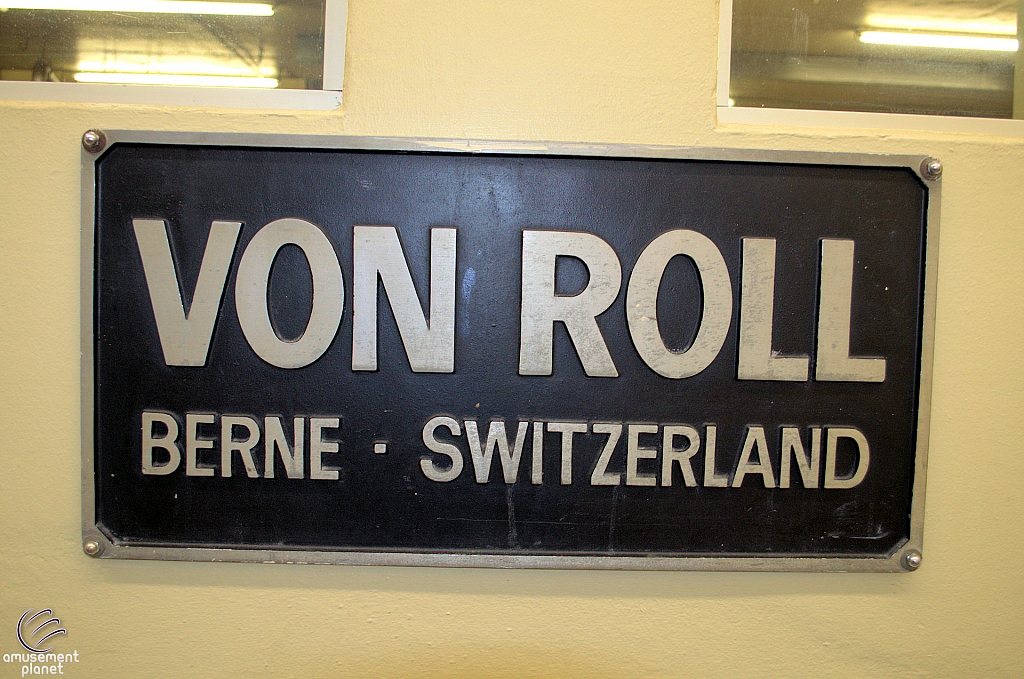 VON ROLL
BERNE · SWITZERLAND
amusement
planet